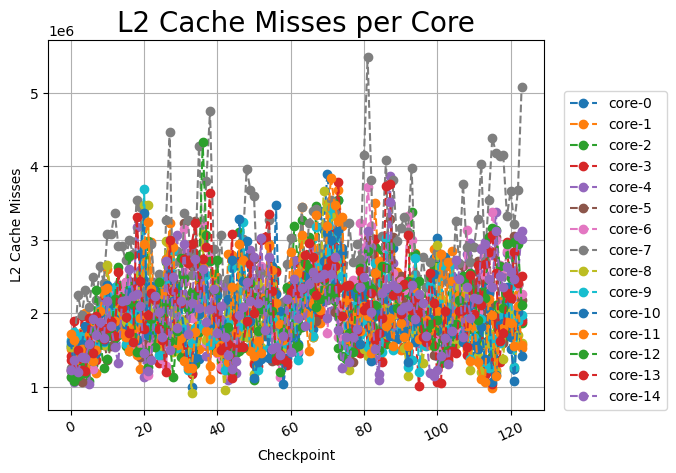 L2 Cache Misses per Core
1e6
5
4
3
2
1
L2 Cache Misses
0
20
40
60
80
100
120
Checkpoint
core-0
core-1
core-2
core-3
core-4
core-5
core-6
core-7
core-8
core-9
core-10
core-11
core-12
core-13
core-14